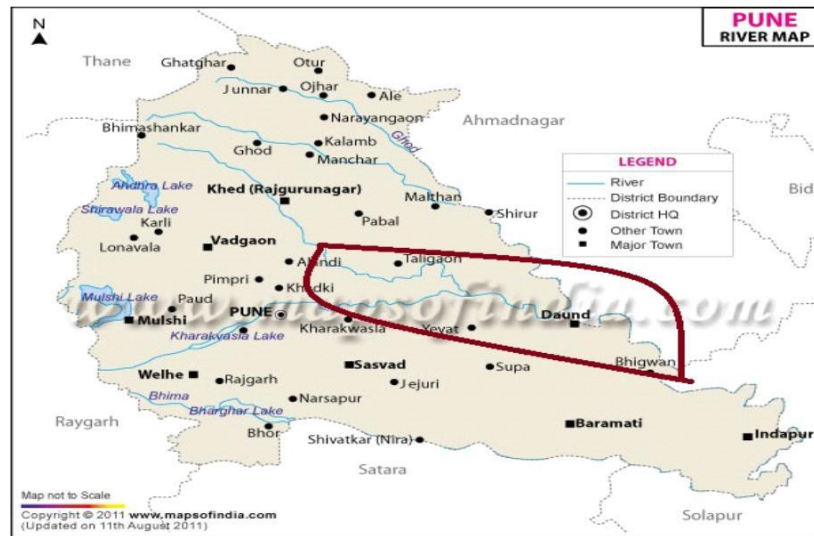 PUNE
RIVER MAP
N
Thane
Ghatghar
Otur
Junnar
Ojhar
Ale
Narayangaon
Ahmadnagar
Bhimashankar
Ghod
Kalamb
Ghod
Manchar
LEGEND
River
District Boundary
District HQ
Other Town
Major Town
Bid
Andhra Lake
Khed (Rajgurunagar)
Malthan
Shirur
Shirawala Lake
Pabal
Karli
Lonavala
Vadgaon
Alandi
Taligaon
Pimpri
Khadki
Mulshi Lake
Paud
www.mapsofindia.com
PUNE
Mulshi
Kharakwasla
Yevat
Daund
Kharakvasla Lake
Bhigwan
Welhe
Rajgarh
Sasvad
Jejuri
Supa
Bhima
Narsapur
Bharghar Lake
Raygarh
Bhor
Shivatkar (Nira)
Baramati
Indapur
Satara
Solapur
Map not to Scale
Copyright © 2011 www.mapsofindia.com
(Updated on 11th August 2011)